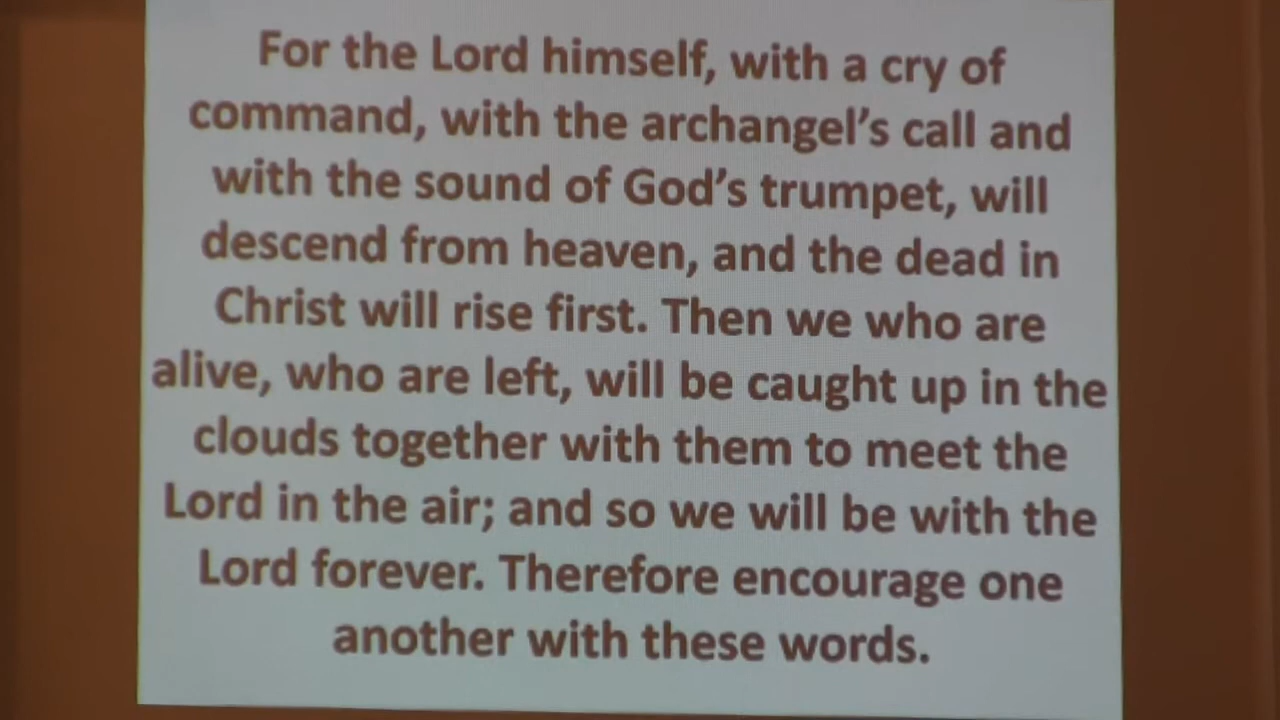 For the Lord himself, with a cry of
command, with the archangel’s call and
with the sound of God’s trumpet, will
descend from heaven, and the dead in
Christ will rise first. Then we who are
alive, who are left, will be caught up in the
clouds together with them to meet the
Lord in the air; and so we will be with the
Lord forever. Therefore encourage one
another with these words.